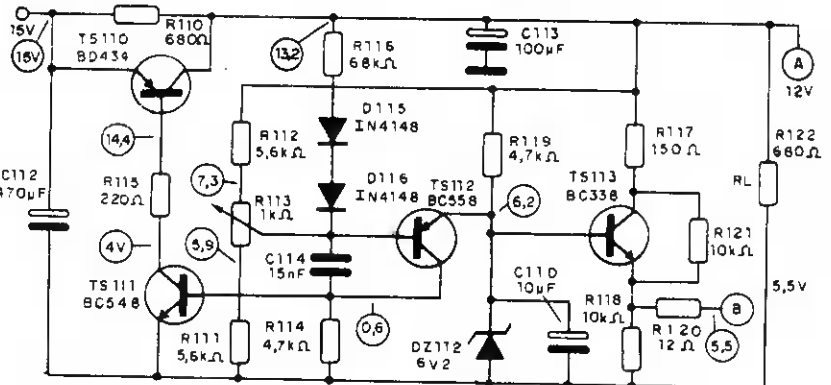 15V
15V
R110
680Ω
TS110
BD434
13,2
R116
68kΩ
C113
100µF
A
12V
D115
IN4148
14,4
R112
5,6kΩ
R119
4,7kΩ
R117
150Ω
R122
680Ω
C112
470µF
R115
220Ω
7,3
R113
1kΩ
D116
IN4148
TS112
BC558
6,2
TS113
BC338
RL
R121
10kΩ
4V
5,9
C114
15nF
C110
10µF
5,5V
TS111
BC548
0,6
R118
10kΩ
B
R111
5,6kΩ
R114
4,7kΩ
DZ112
6V2
R120
12Ω
5,5